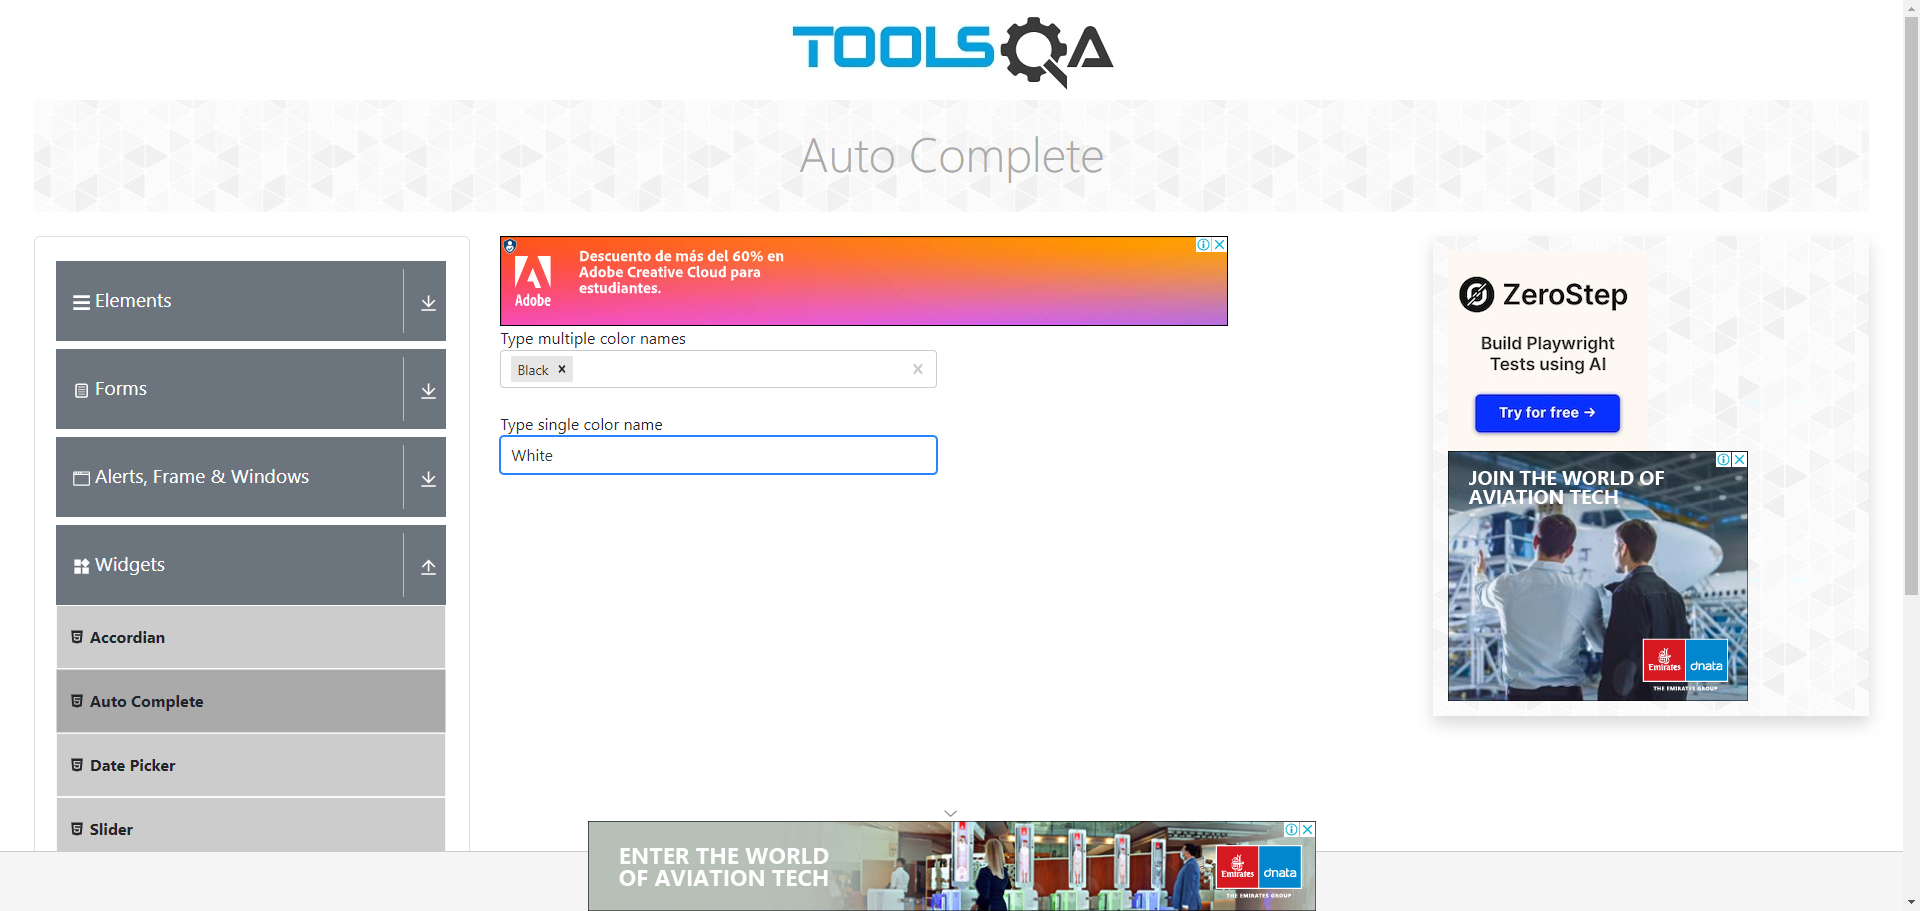 TOOLSQA
Auto Complete
Elements
Forms
Alerts, Frame & Windows
Widgets
Accordian
Auto Complete
Date Picker
Slider
Adobe
Descuento de más del 60% en
Adobe Creative Cloud para
estudiantes.
Type multiple color names
Black
Type single color name
White
ZeroStep
Build Playwright
Tests using AI
Try for free →
JOIN THE WORLD OF
AVIATION TECH
Emirates
dnata
THE EMIRATES GROUP
ENTER THE WORLD
OF AVIATION TECH
Emirates
dnata
THE EMIRATES GROUP